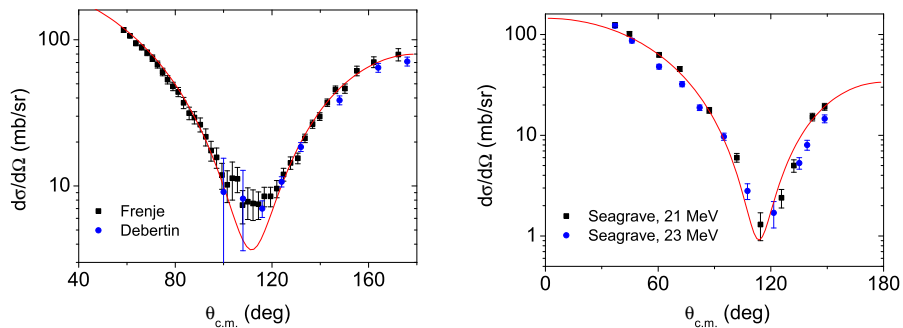 dσ/dΩ (mb/sr)
100
10
Frenje
Debertin
40 80 120 160
θc.m. (deg)
dσ/dΩ (mb/sr)
100
10
1
Seagrave, 21 MeV
Seagrave, 23 MeV
0 60 120 180
θc.m. (deg)